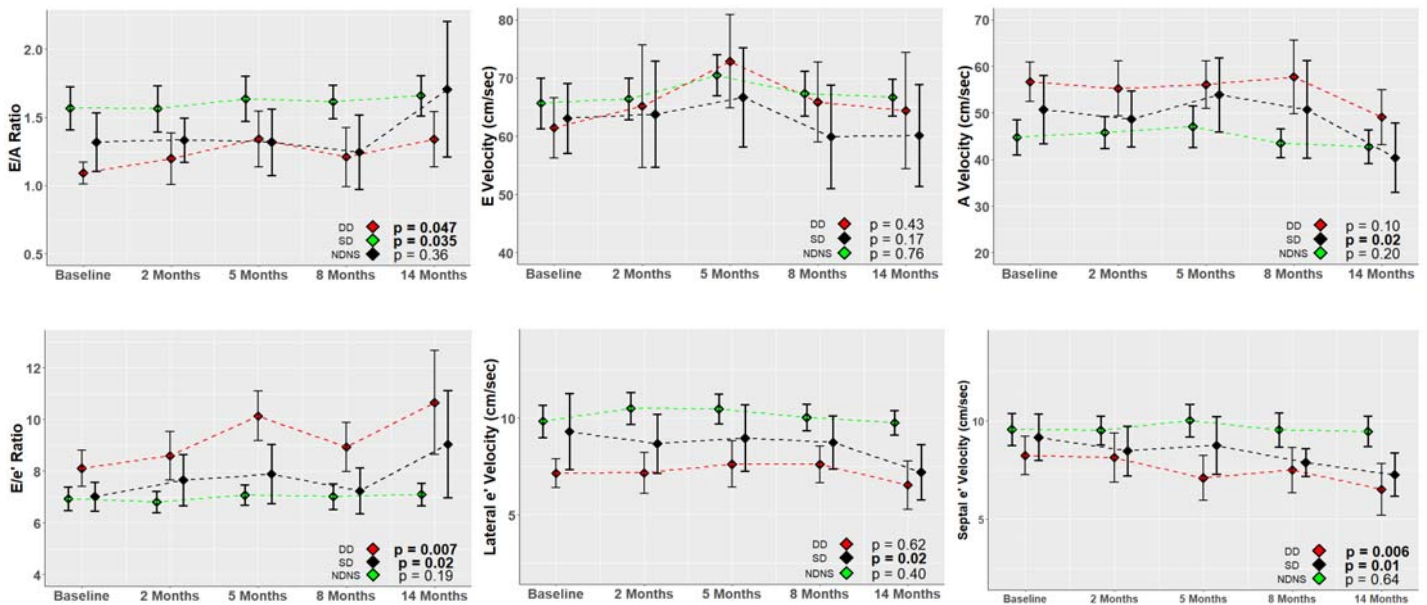 E/A Ratio
2.0
1.5
1.0
0.5
DD p = 0.047
SD p = 0.035
NDNS p = 0.36
Baseline 2 Months 5 Months 8 Months 14 Months
E Velocity (cm/sec)
80
70
60
50
40
DD p = 0.43
SD p = 0.17
NDNS p = 0.76
Baseline 2 Months 5 Months 8 Months 14 Months
A Velocity (cm/sec)
70
60
50
40
50
20
DD p = 0.10
SD p = 0.02
NDNS p = 0.20
Baseline 2 Months 5 Months 8 Months 14 Months
E/e' Ratio
12
10
8
6
4
DD p = 0.007
SD p = 0.02
NDNS p = 0.19
Baseline 2 Months 5 Months 8 Months 14 Months
Lateral e' Velocity (cm/sec)
10
5
DD p = 0.62
SD p = 0.02
NDNS p = 0.40
Baseline 2 Months 5 Months 8 Months 14 Months
Septal e' Velocity (cm/sec)
10
5
DD p = 0.006
SD p = 0.01
NDNS p = 0.64
Baseline 2 Months 5 Months 8 Months 14 Months